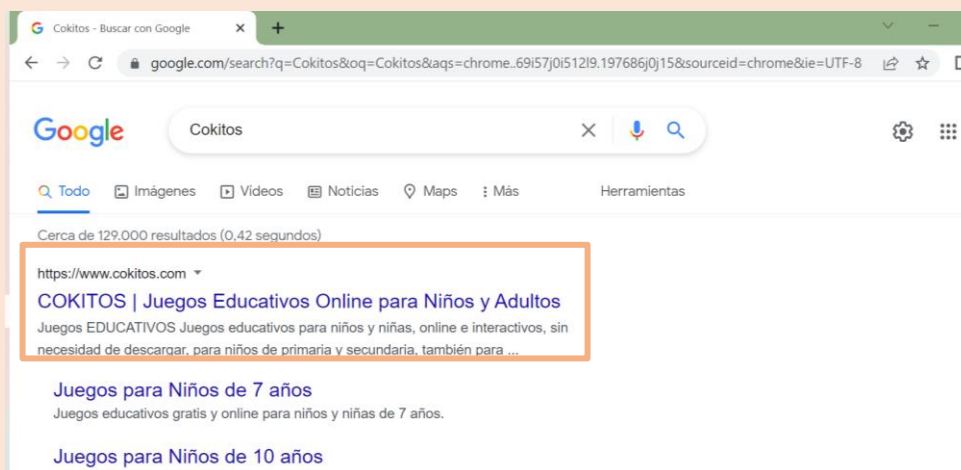 Cokitos - Buscar con Google
google.com/search?q=Cokitos&oq=Cokitos&aqs=chrome..69i57j0i512l9.197686j0j15&sourceid=chrome&ie=UTF-8
Google Cokitos
Todo Imágenes Vídeos Noticias Maps Más Herramientas
Cerca de 129.000 resultados (0,42 segundos)
https://www.cokitos.com
COKITOS | Juegos Educativos Online para Niños y Adultos
Juegos EDUCATIVOS Juegos educativos para niños y niñas, online e interactivos, sin
necesidad de descargar, para niños de primaria y secundaria, también para ...
Juegos para Niños de 7 años
Juegos educativos gratis y online para niños y niñas de 7 años.
Juegos para Niños de 10 años